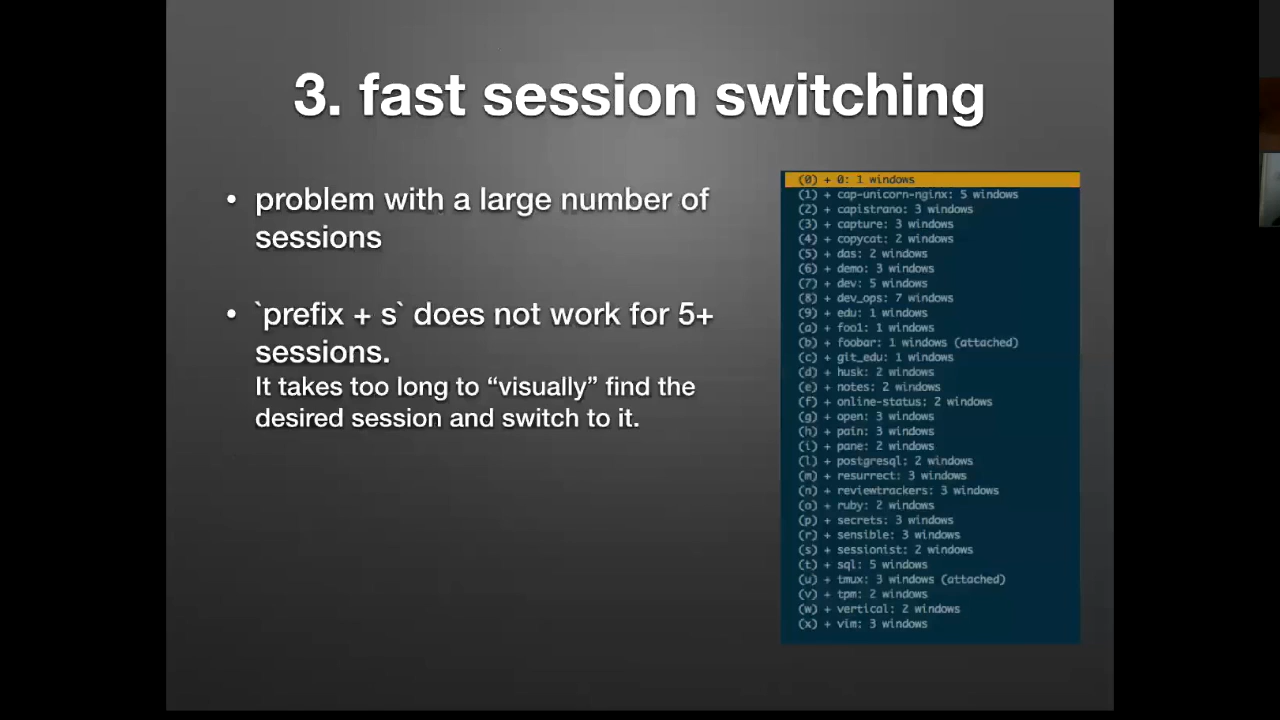 3. fast session switching
• problem with a large number of
sessions
• `prefix + s` does not work for 5+
sessions.
It takes too long to “visually” find the
desired session and switch to it.
(0) + 0: 1 windows
(1) + cap-unicorn-nginx: 5 windows
(2) + capistrano: 3 windows
(3) + capture: 3 windows
(4) + copycat: 2 windows
(5) + das: 2 windows
(6) + demo: 3 windows
(7) + dev: 5 windows
(8) + dev_ops: 7 windows
(9) + edu: 1 windows
(a) + foo1: 1 windows
(b) + foobar: 1 windows (attached)
(c) + git_edu: 1 windows
(d) + husk: 2 windows
(e) + notes: 2 windows
(f) + online-status: 2 windows
(g) + open: 3 windows
(h) + pain: 3 windows
(i) + pane: 2 windows
(l) + postgresql: 2 windows
(m) + resurrect: 3 windows
(n) + reviewtrackers: 3 windows
(o) + ruby: 2 windows
(p) + secrets: 3 windows
(r) + sensible: 3 windows
(s) + sessionist: 2 windows
(t) + sql: 5 windows
(u) + tmux: 3 windows (attached)
(v) + tpm: 2 windows
(w) + vertical: 2 windows
(x) + vim: 3 windows